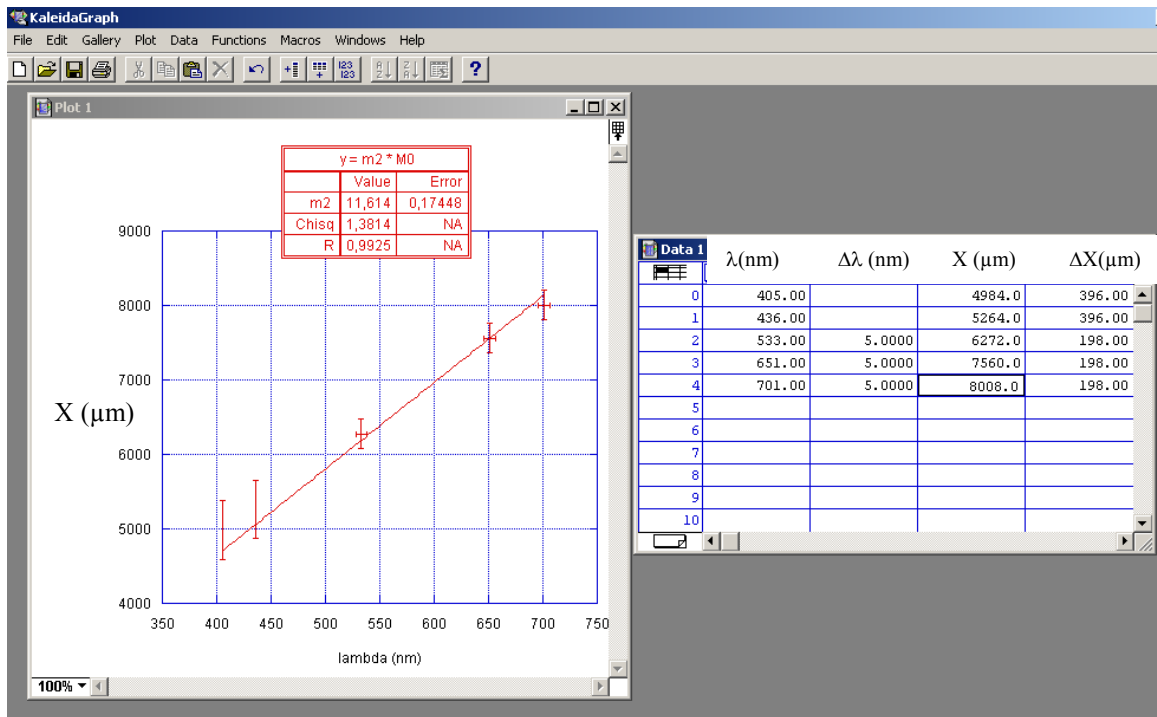 KaleidaGraph
File Edit Gallery Plot Data Functions Macros Windows Help
123
123
A
Z
Z
A
?
Plot 1
y = m2 * M0
Value Error
m2 11,614 0,17448
Chisq 1,3814 NA
R 0,9925 NA
9000
8000
7000
X (µm)
6000
5000
4000
350 400 450 500 550 600 650 700 750
lambda (nm)
100%
Data 1
λ(nm) Δλ (nm) X (µm) ΔX(µm)
0 405.00 4984.0 396.00
1 436.00 5264.0 396.00
2 533.00 5.0000 6272.0 198.00
3 651.00 5.0000 7560.0 198.00
4 701.00 5.0000 8008.0 198.00
5
6
7
8
9
10